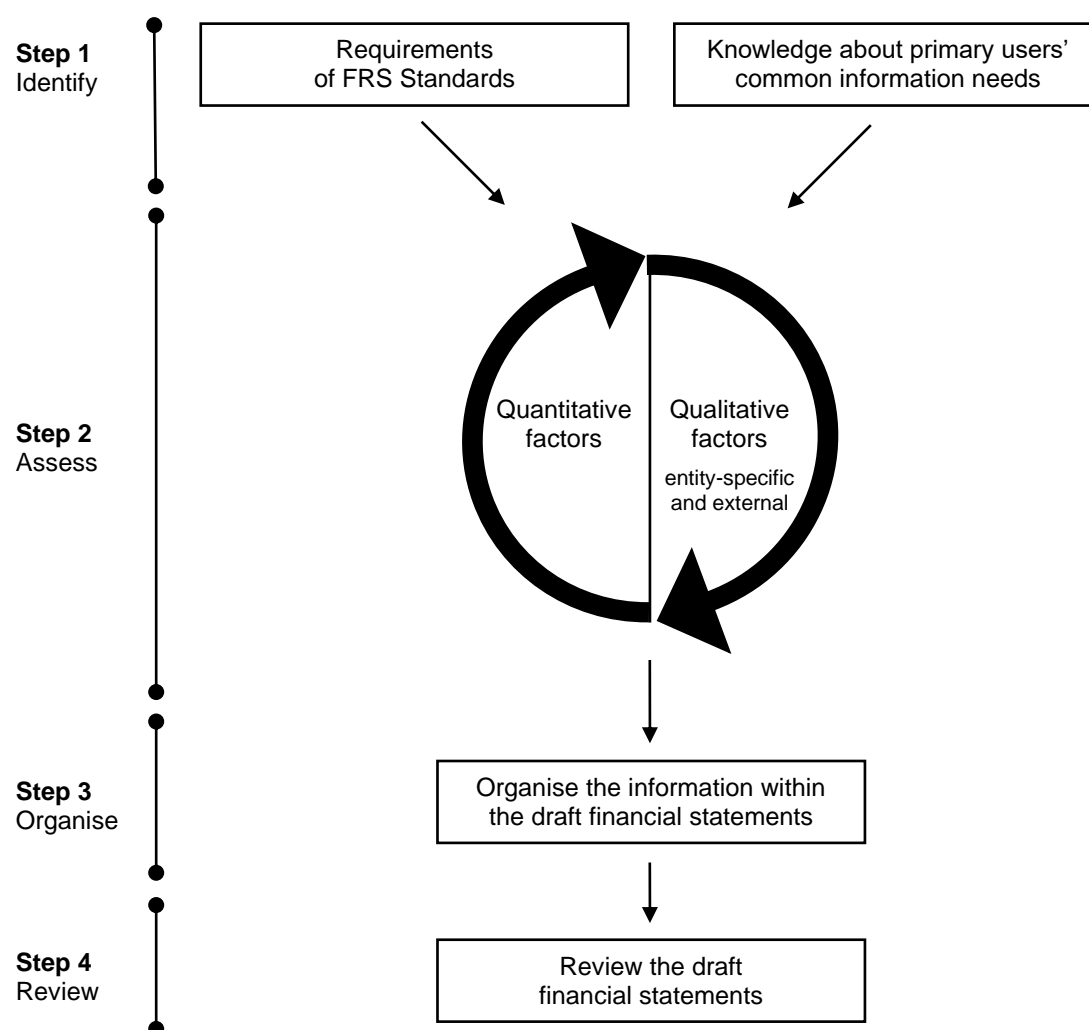 Step 1
Identify
Requirements
of FRS Standards
Knowledge about primary users’
common information needs
Step 2
Assess
Quantitative
factors
Qualitative
factors
entity-specific
and external
Step 3
Organise
Organise the information within
the draft financial statements
Step 4
Review
Review the draft
financial statements